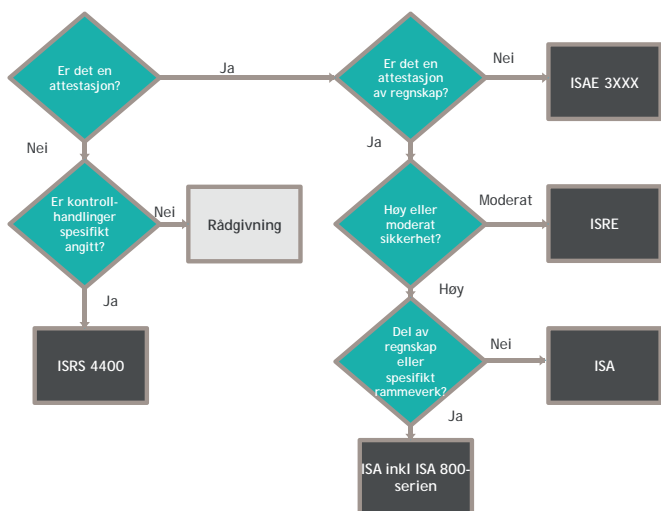 Er det en
attestasjon?
Ja
Er det en
attestasjon
av regnskap?
Nei
ISAE 3XXX
Nei
Ja
Er kontroll-
handlinger
spesifikt
angitt?
Nei
Rådgivning
Høy eller
moderat
sikkerhet?
Moderat
ISRE
Ja
ISRS 4400
Høy
Del av
regnskap
eller
spesifikt
rammeverk?
Nei
ISA
Ja
ISA inkl ISA 800-
serien